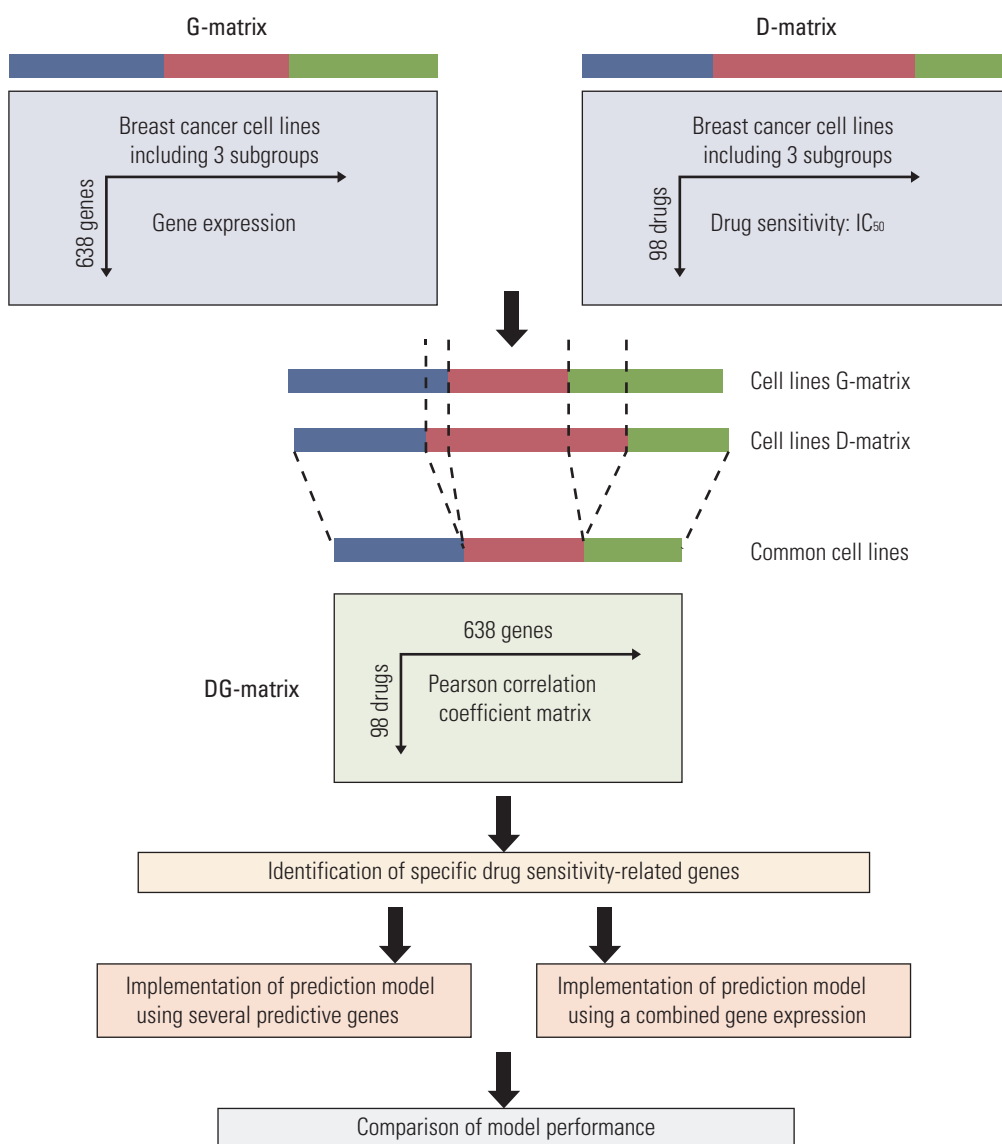 G-matrix
D-matrix
Breast cancer cell lines
including 3 subgroups
638 genes
Gene expression
Breast cancer cell lines
including 3 subgroups
98 drugs
Drug sensitivity: IC50
Cell lines G-matrix
Cell lines D-matrix
Common cell lines
DG-matrix
638 genes
98 drugs
Pearson correlation
coefficient matrix
Identification of specific drug sensitivity-related genes
Implementation of prediction model
using several predictive genes
Implementation of prediction model
using a combined gene expression
Comparison of model performance